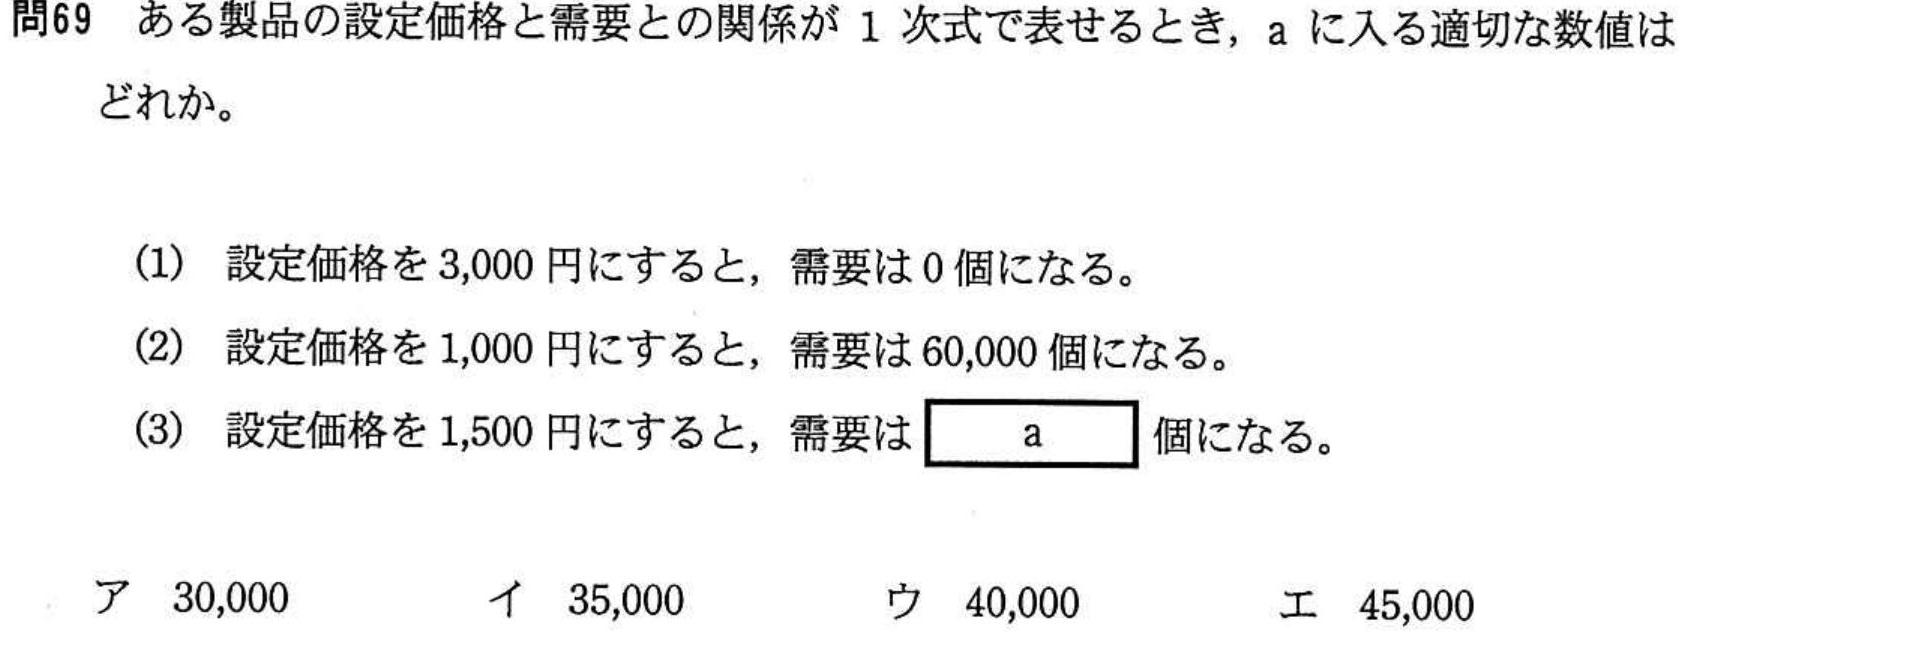 問69 ある製品の設定価格と需要との関係が 1 次式で表せるとき，a に入る適切な数値は
どれか。
(1) 設定価格を 3,000 円にすると，需要は 0 個になる。
(2) 設定価格を 1,000 円にすると，需要は 60,000 個になる。
(3) 設定価格を 1,500 円にすると，需要は a 個になる。
ア 30,000 イ 35,000 ウ 40,000 エ 45,000